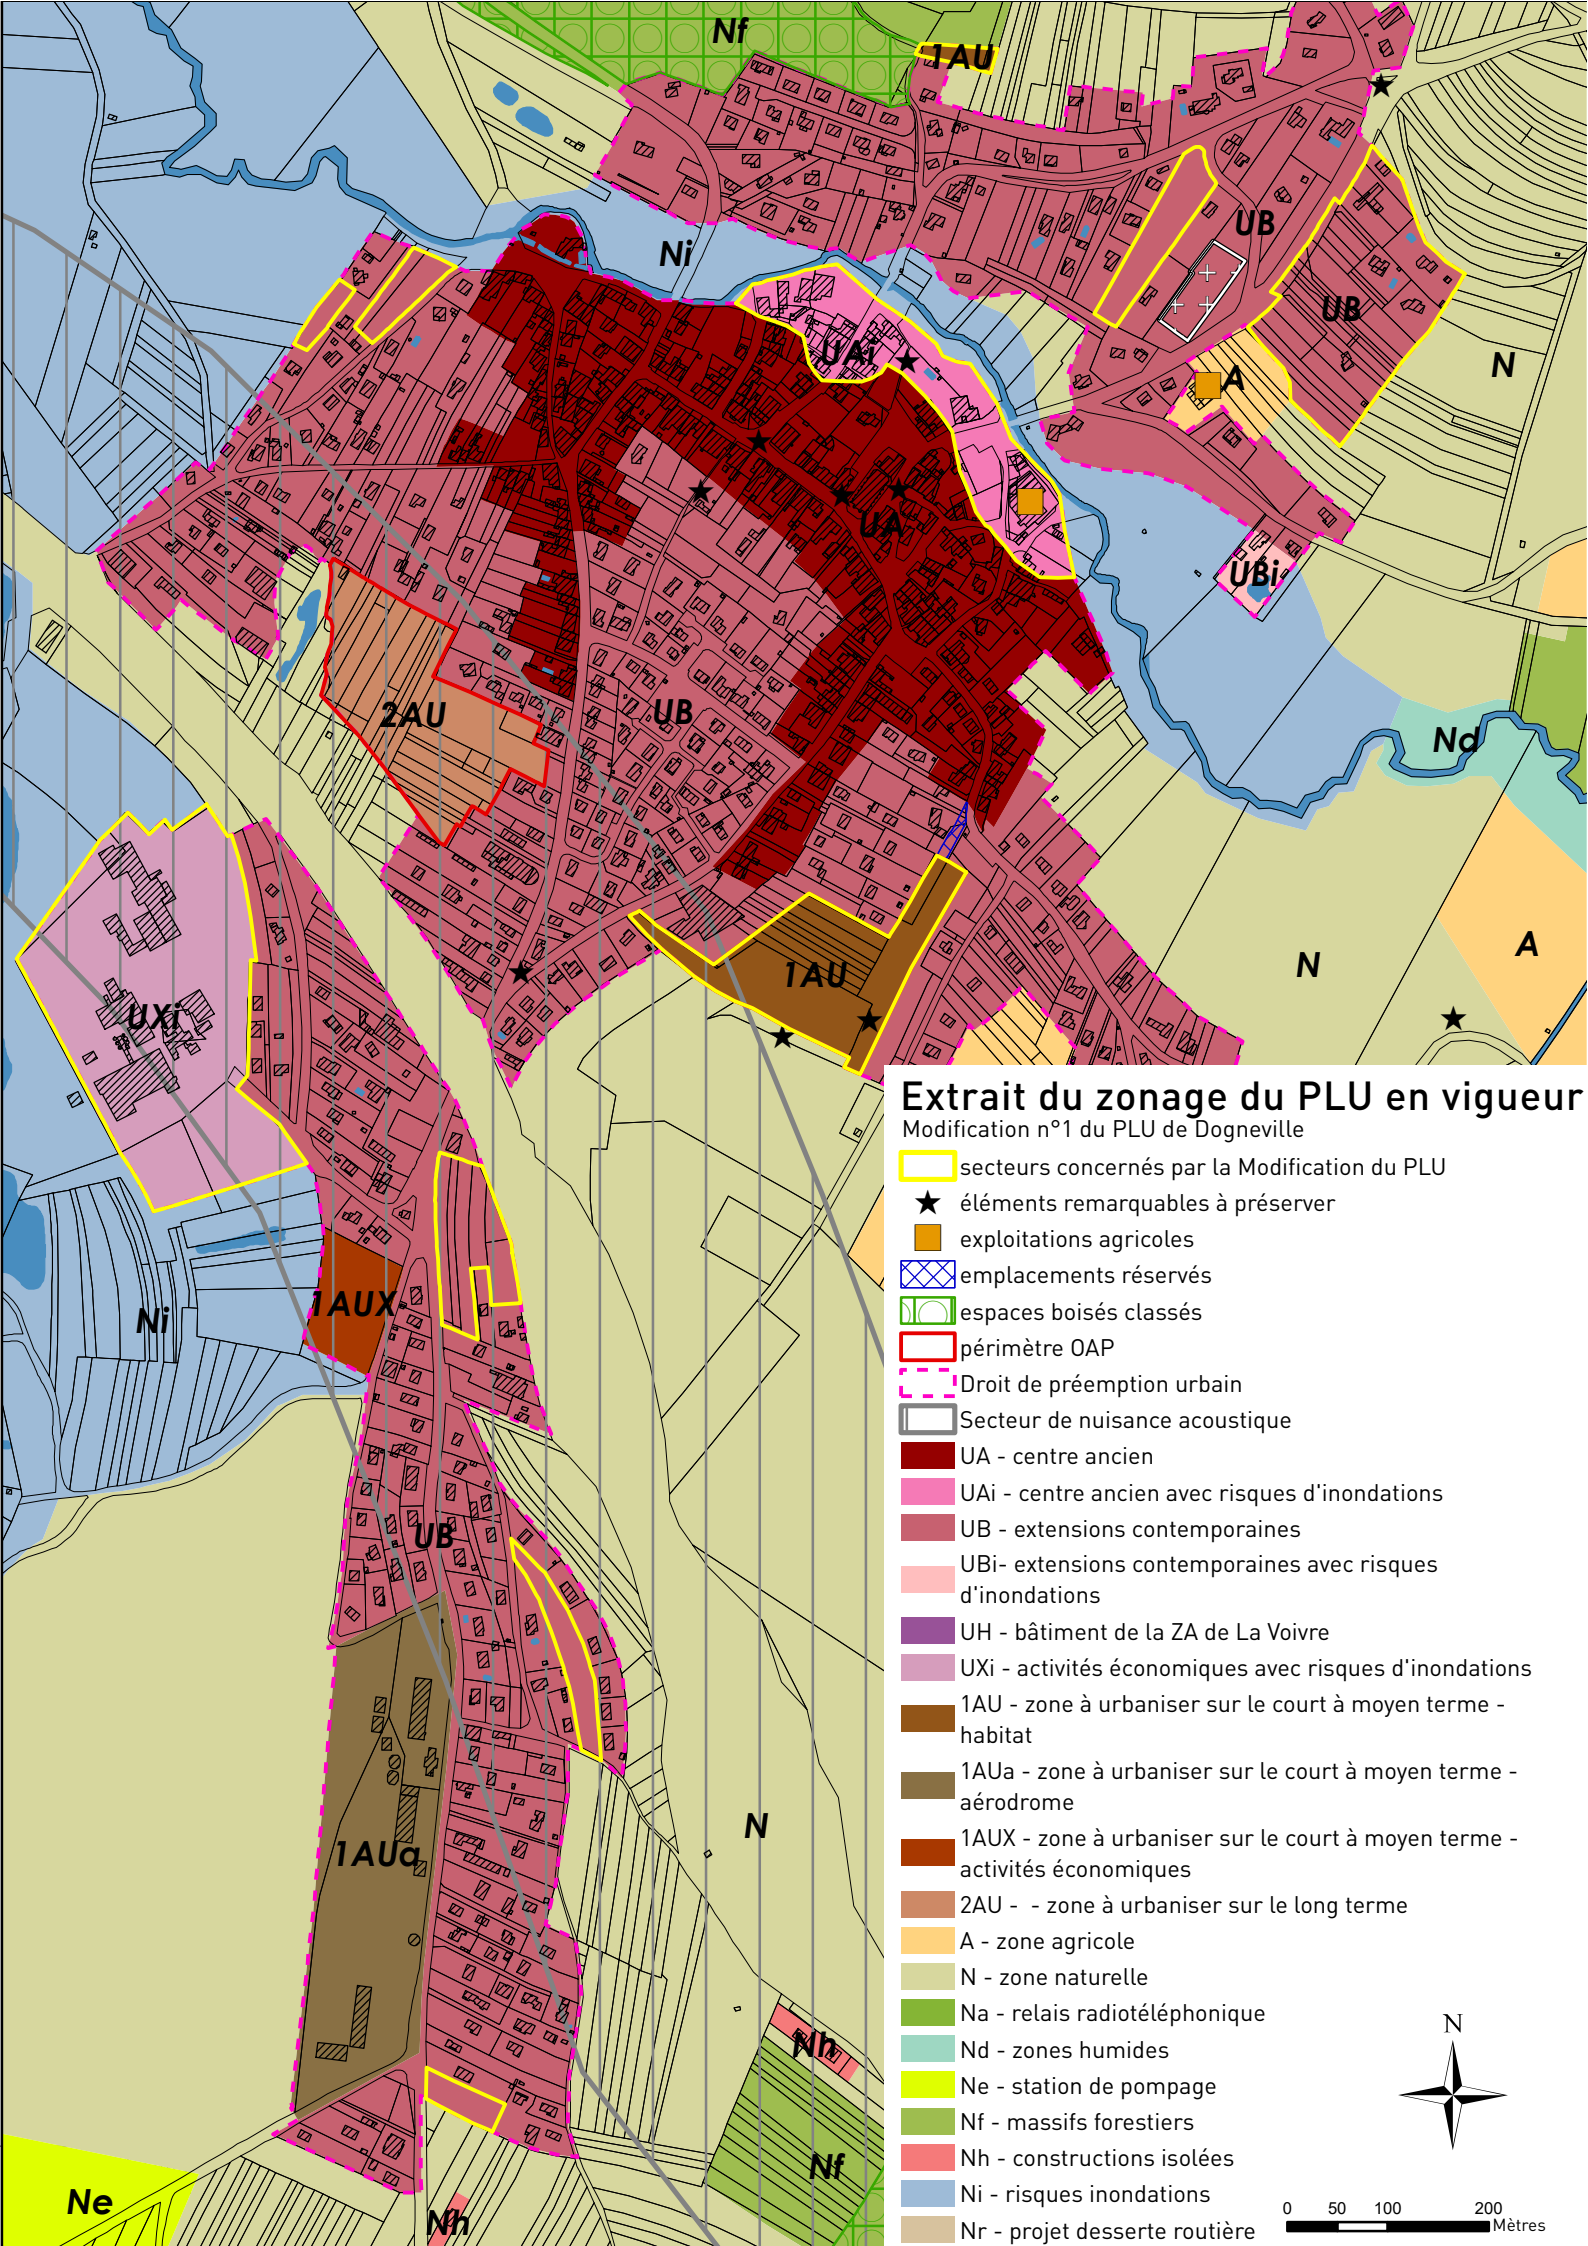 Nf
1AU
UB
Ni
UB
UAi
N
A
UA
UBi
2AU
UB
Nd
A
1AU
N
UXi
1AUX
Ni
UB
N
1AUa
Nh
Nf
Ne
Nh
Extrait du zonage du PLU en vigueur
Modification n°1 du PLU de Dogneville
secteurs concernés par la Modification du PLU
éléments remarquables à préserver
exploitations agricoles
emplacements réservés
espaces boisés classés
périmètre OAP
Droit de préemption urbain
Secteur de nuisance acoustique
UA - centre ancien
UAi - centre ancien avec risques d'inondations
UB - extensions contemporaines
UBi- extensions contemporaines avec risques
d'inondations
UH - bâtiment de la ZA de La Voivre
UXi - activités économiques avec risques d'inondations
1AU - zone à urbaniser sur le court à moyen terme -
habitat
1AUa - zone à urbaniser sur le court à moyen terme -
aérodrome
1AUX - zone à urbaniser sur le court à moyen terme -
activités économiques
2AU - - zone à urbaniser sur le long terme
A - zone agricole
N - zone naturelle
Na - relais radiotéléphonique
Nd - zones humides
Ne - station de pompage
Nf - massifs forestiers
Nh - constructions isolées
Ni - risques inondations
Nr - projet desserte routière
N
0 50 100 200
Mètres